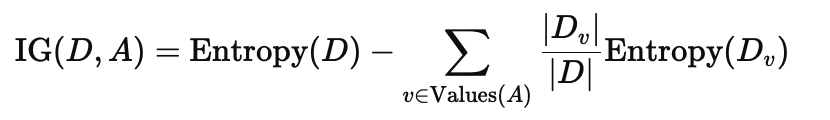 IG(D, A) = Entropy(D) − ∑_{v∈Values(A)} |D_v|/|D| Entropy(D_v)